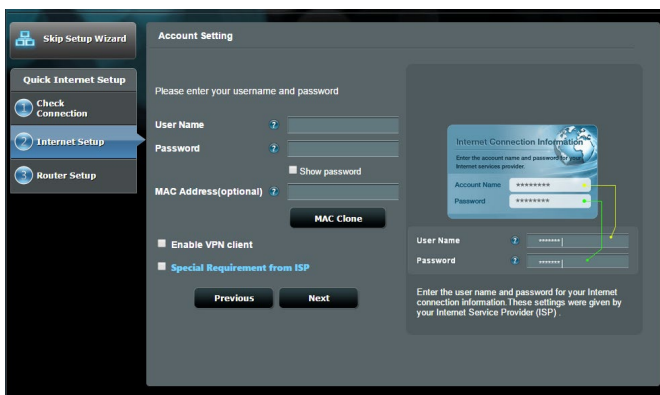 Skip Setup Wizard
Quick Internet Setup
1 Check
Connection
2 Internet Setup
3 Router Setup
Account Setting
Please enter your username and password
User Name ?
Password ?
Show password
MAC Address(optional) ?
MAC Clone
Enable VPN client
Special Requirement from ISP
Previous
Next
Internet Connection Information
Enter the account name and password for your
Internet services provider.
Account Name ********
Password ********
User Name ? *******|
Password ? *******|
Enter the user name and password for your Internet
connection information.These settings were given by
your Internet Service Provider (ISP) .